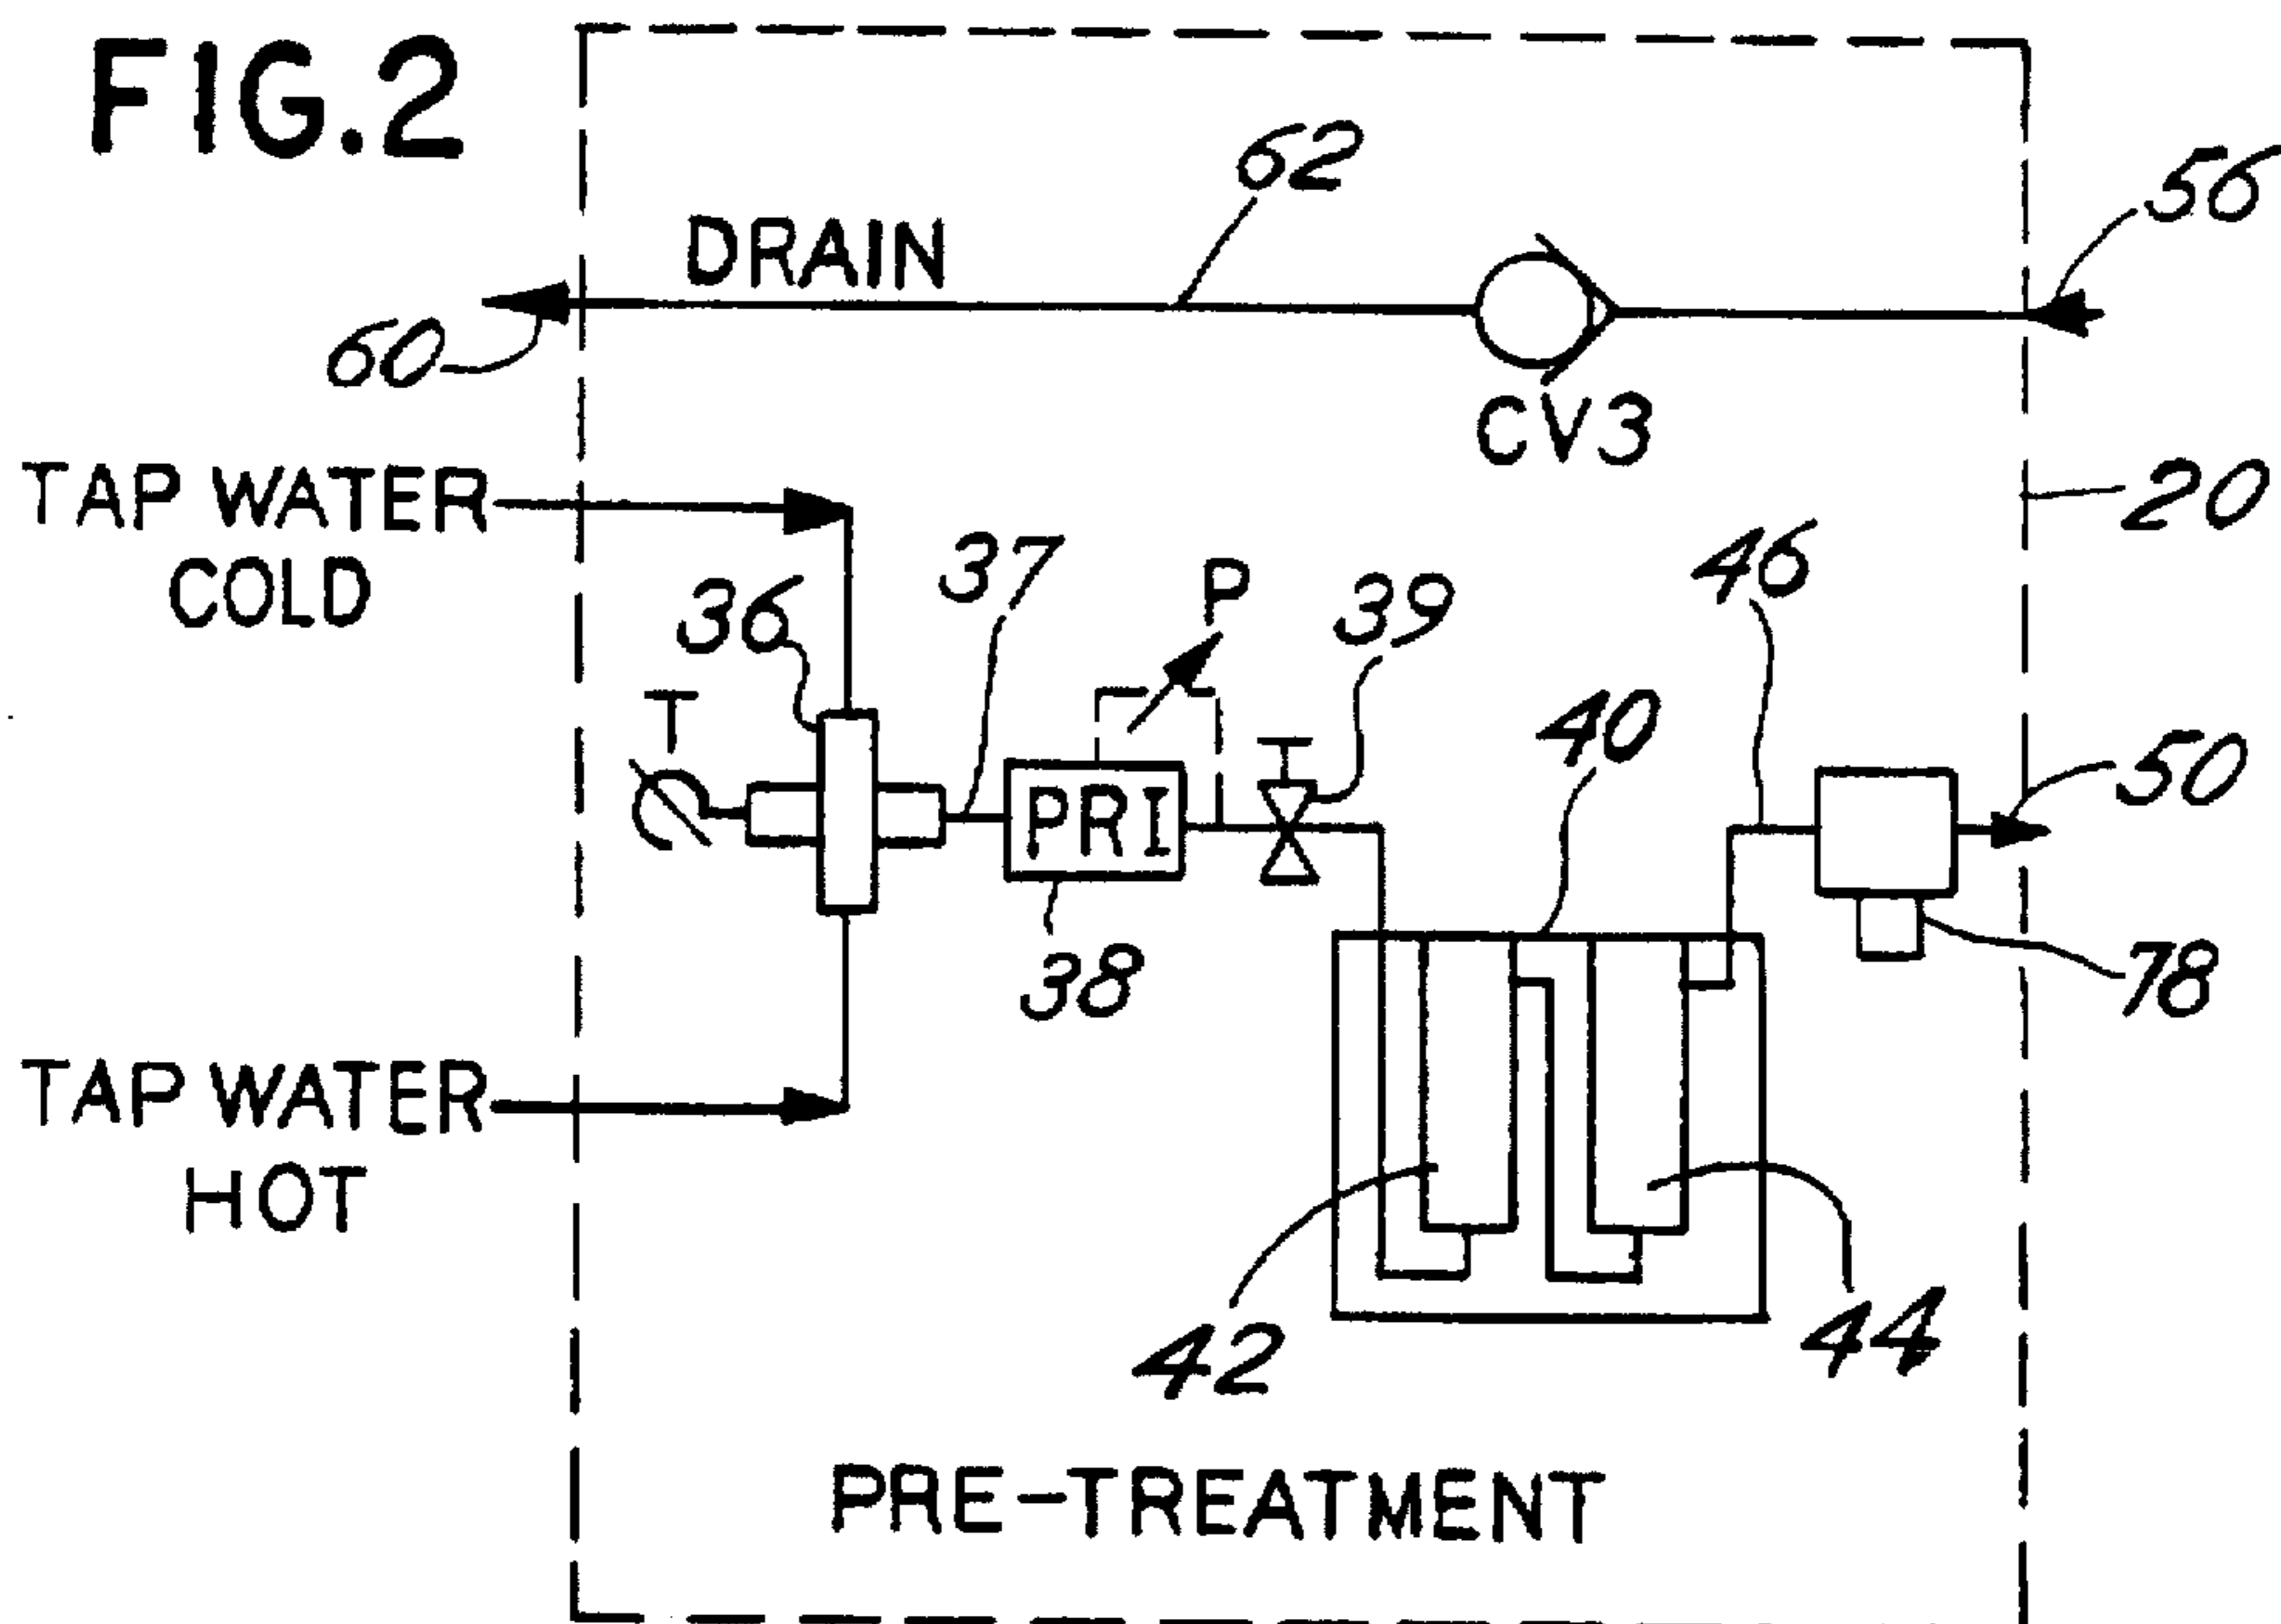 FIG.2
62
56
DRAIN
60
CV3
TAP WATER
COLD
20
37
P
39
46
36
T
40
50
PRI
38
78
TAP WATER
HOT
42
44
PRE-TREATMENT